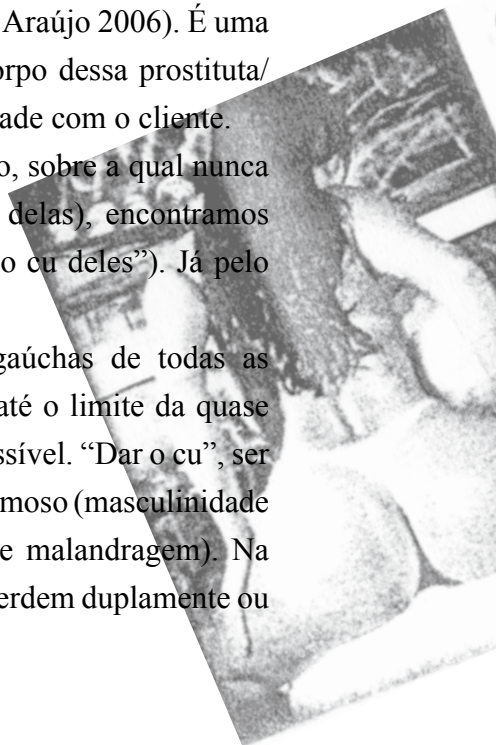 Araújo 2006). É uma
orpo dessa prostituta/
ade com o cliente.
o, sobre a qual nunca
delas), encontramos
o cu deles”). Já pelo
gaúchas de todas as
até o limite da quase
ssível. “Dar o cu”, ser
moso (masculinidade
e malandragem). Na
erdem duplamente ou